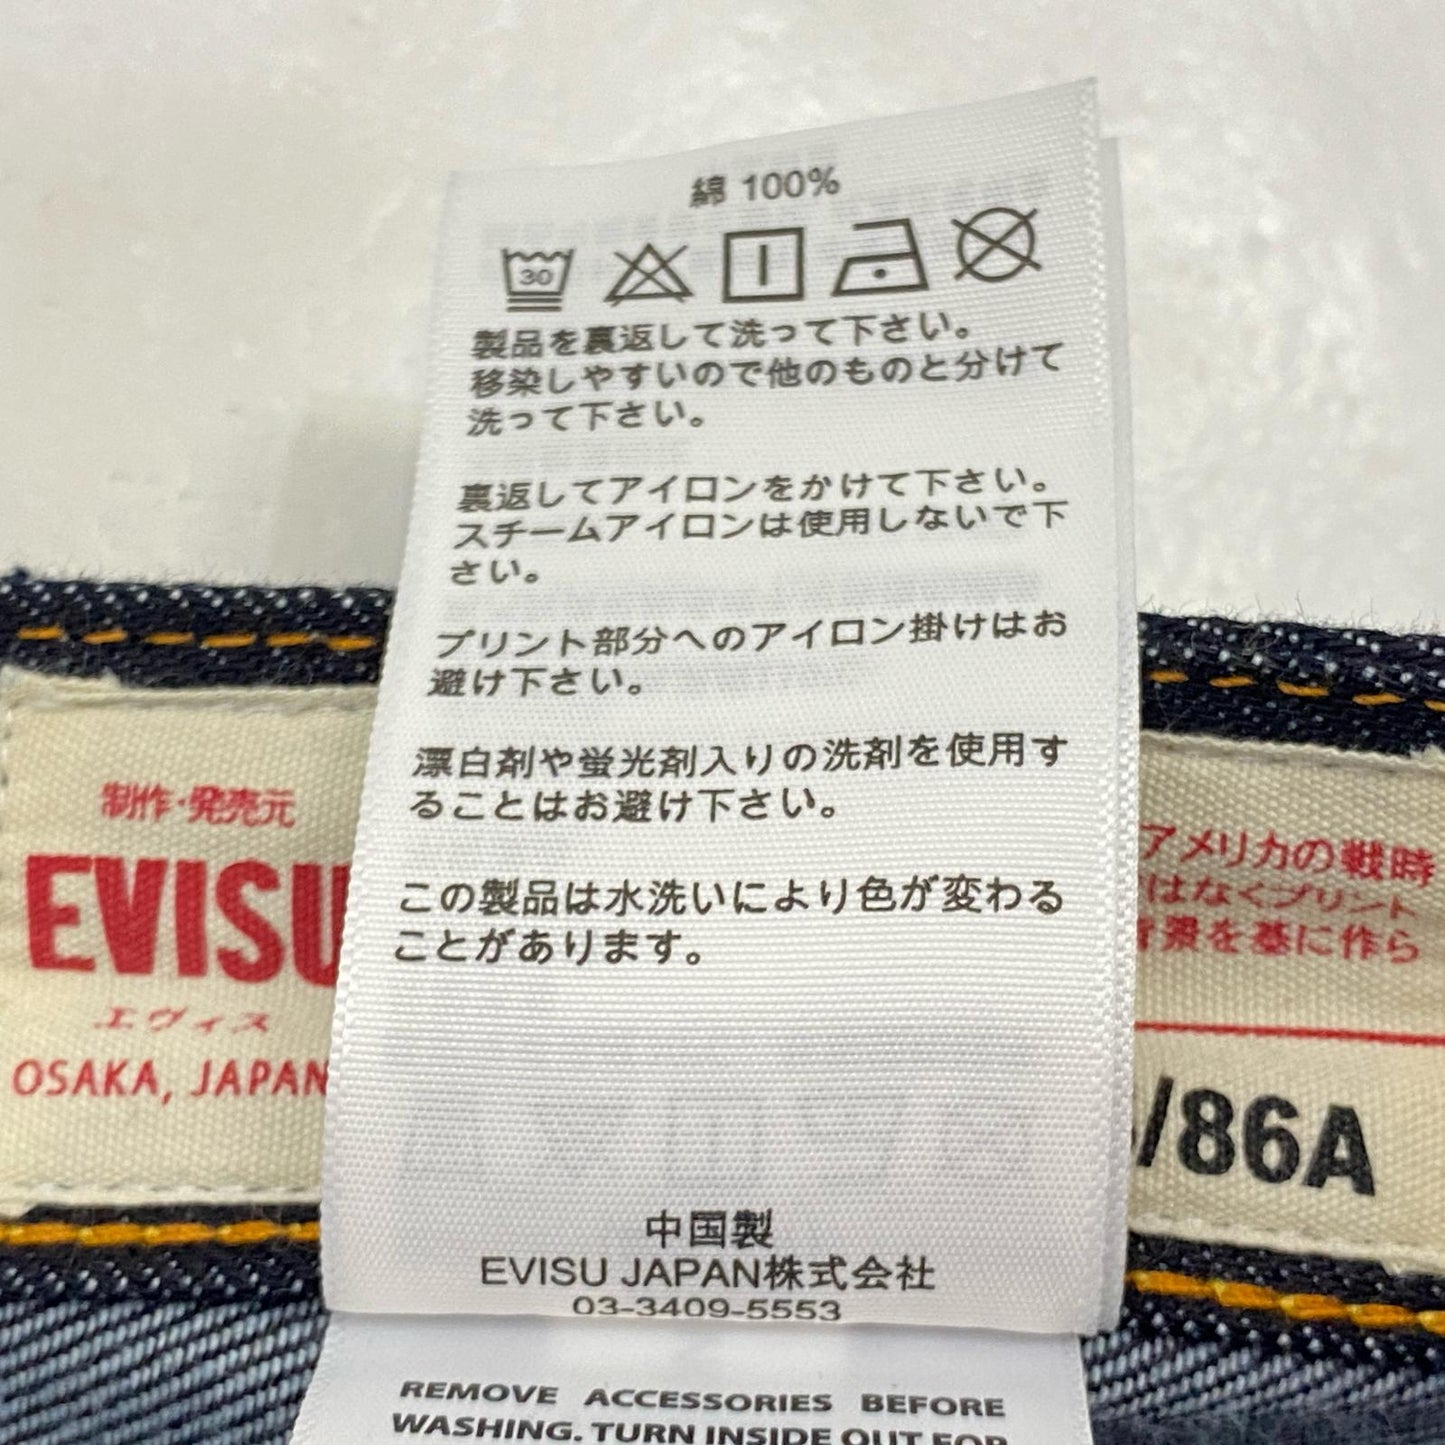 綿 100%
30
製品を裏返して洗って下さい。
移染しやすいので他のものと分けて
洗って下さい。
裏返してアイロンをかけて下さい。
スチームアイロンは使用しないで下
さい。
プリント部分へのアイロン掛けはお
避け下さい。
漂白剤や蛍光剤入りの洗剤を使用す
ることはお避け下さい。
この製品は水洗いにより色が変わる
ことがあります。
中国製
EVISU JAPAN株式会社
03-3409-5553
REMOVE ACCESSORIES BEFORE
WASHING. TURN INSIDE OUT FOR
制作・発売元
EVISU
エヴィス
OSAKA, JAPAN
アメリカの戦時
はなくプリント
背景を基に作ら
/86A